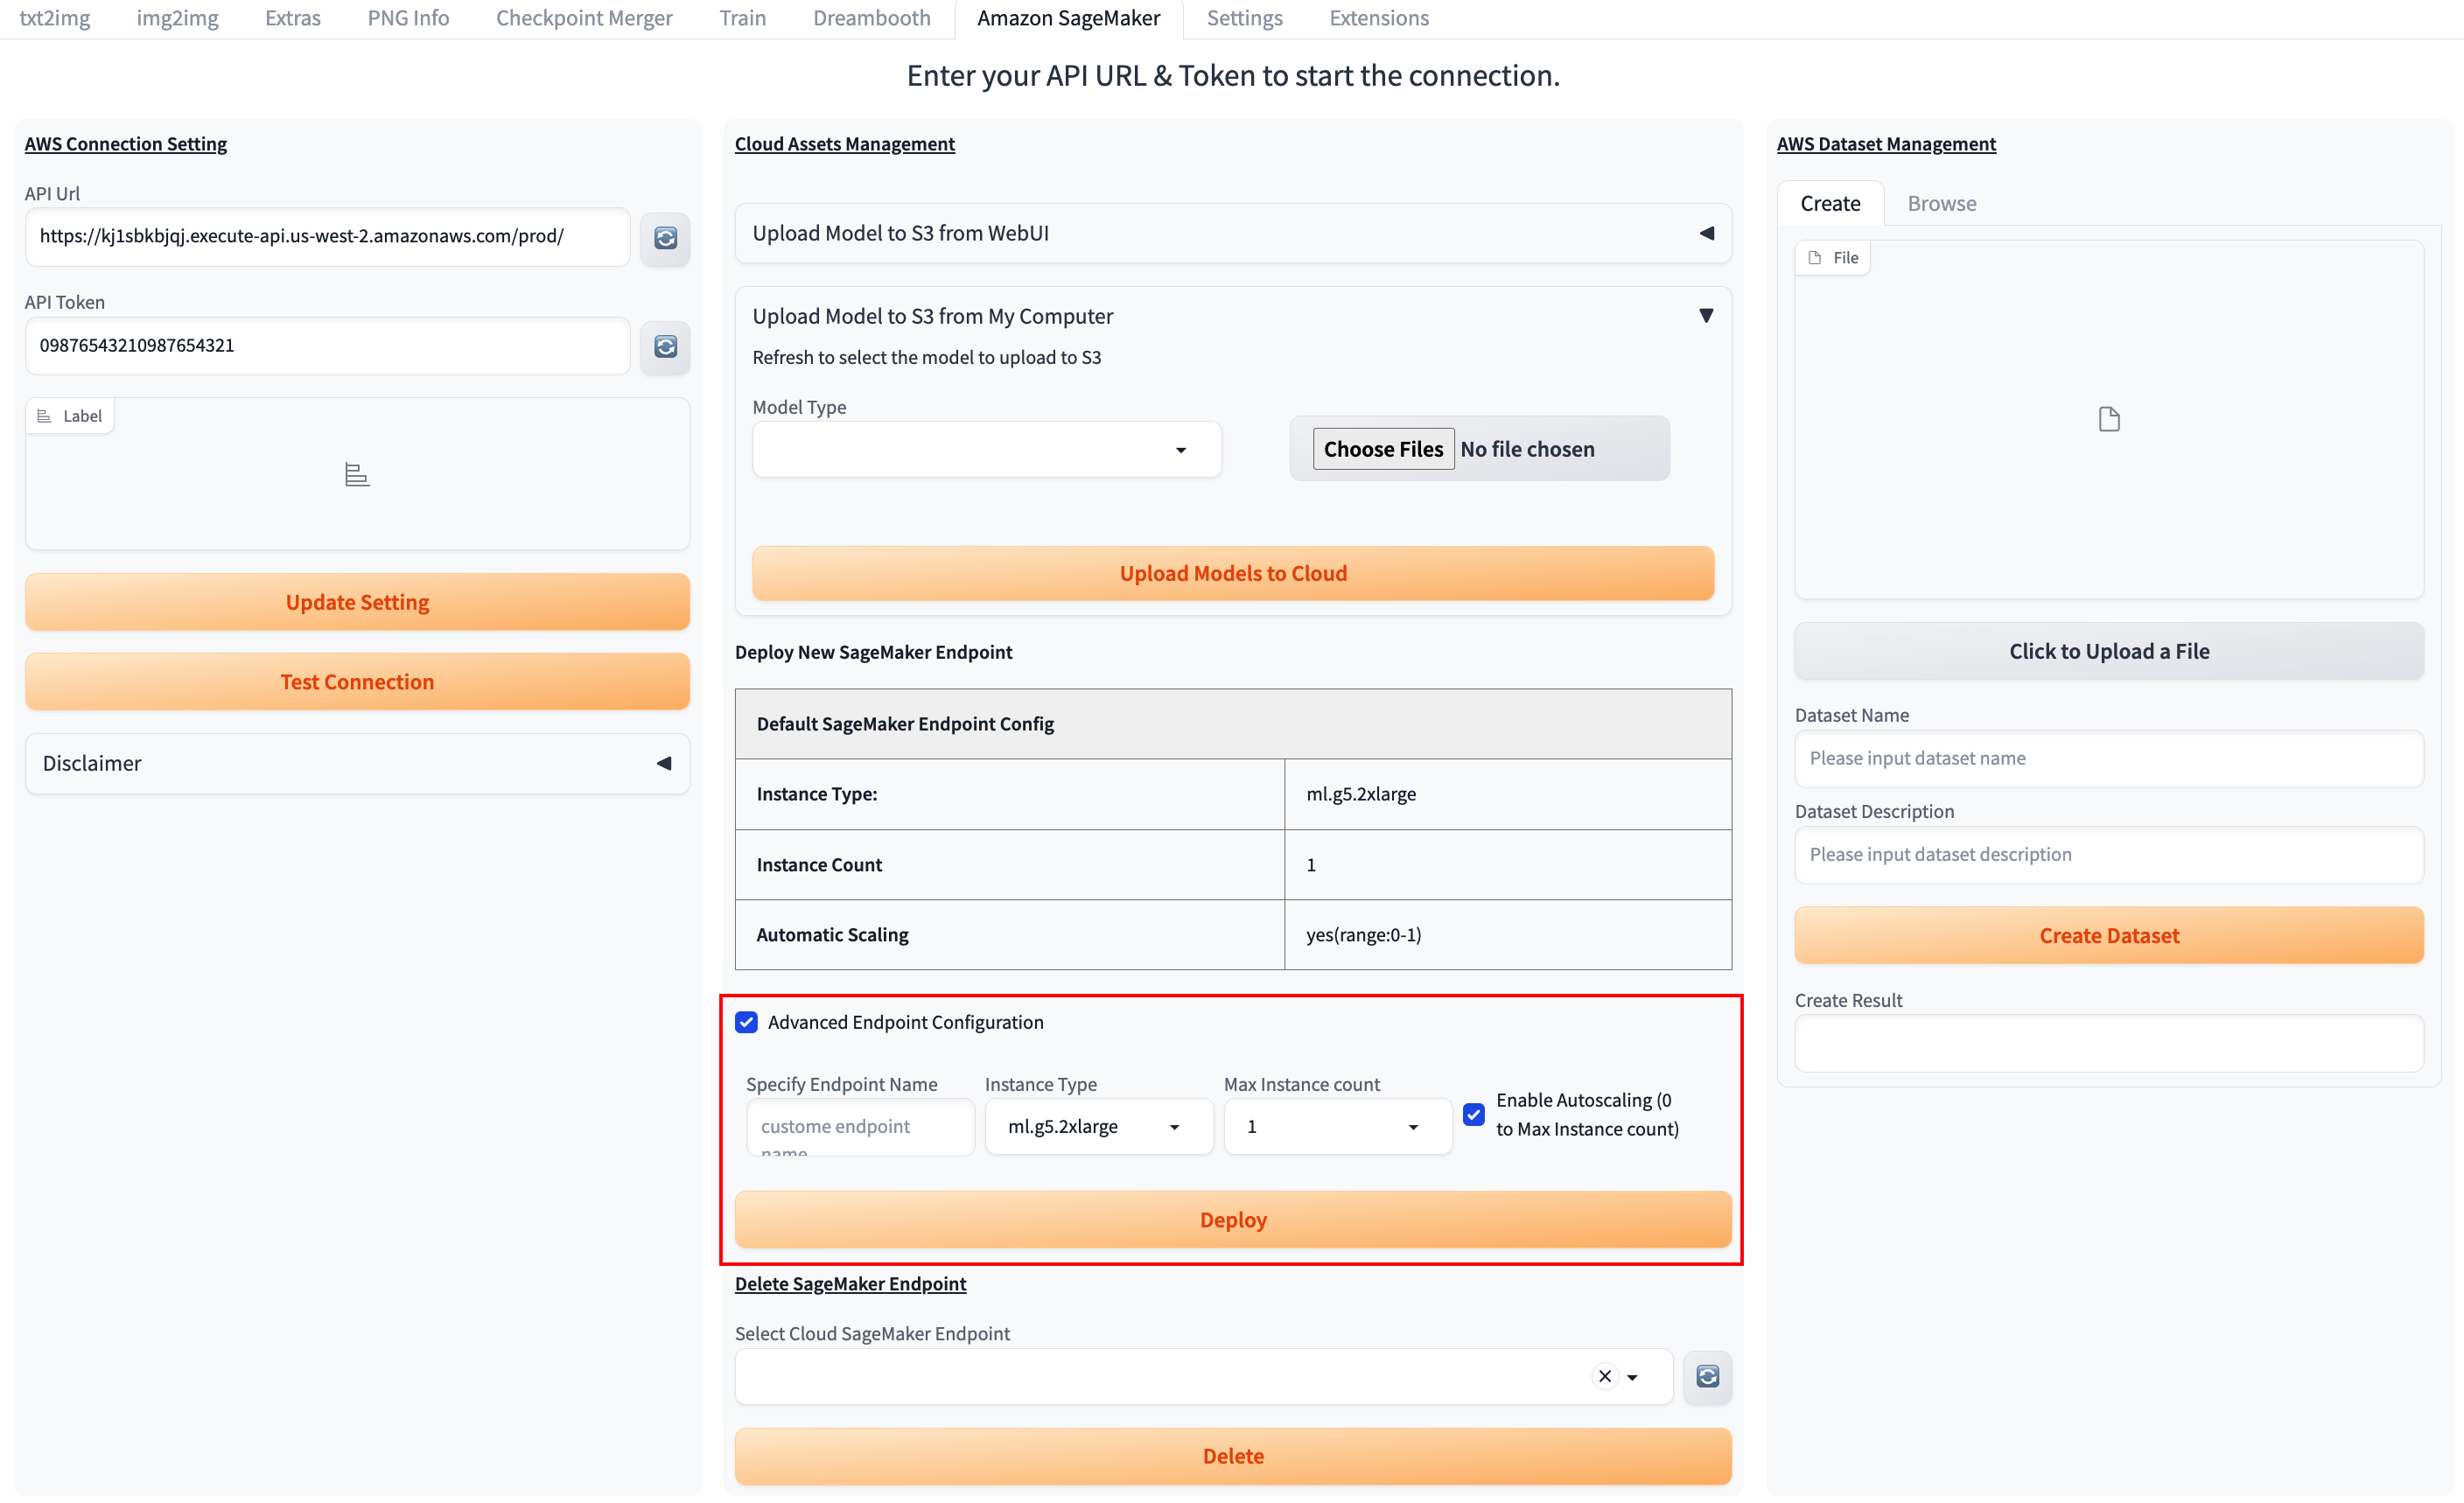 txt2img img2img Extras PNG Info Checkpoint Merger Train Dreambooth Amazon SageMaker Settings Extensions
Enter your API URL & Token to start the connection.
AWS Connection Setting
API Url
https://kj1sbkbjqj.execute-api.us-west-2.amazonaws.com/prod/
API Token
09876543210987654321
Label
Update Setting
Test Connection
Disclaimer
Cloud Assets Management
Upload Model to S3 from WebUI
Upload Model to S3 from My Computer
Refresh to select the model to upload to S3
Model Type
Choose Files No file chosen
Upload Models to Cloud
Deploy New SageMaker Endpoint
Default SageMaker Endpoint Config
Instance Type: ml.g5.2xlarge
Instance Count 1
Automatic Scaling yes(range:0-1)
Advanced Endpoint Configuration
Specify Endpoint Name Instance Type Max Instance count
custome endpoint
name
ml.g5.2xlarge
1
Enable Autoscaling (0
to Max Instance count)
Deploy
Delete SageMaker Endpoint
Select Cloud SageMaker Endpoint
Delete
AWS Dataset Management
Create Browse
File
Click to Upload a File
Dataset Name
Please input dataset name
Dataset Description
Please input dataset description
Create Dataset
Create Result